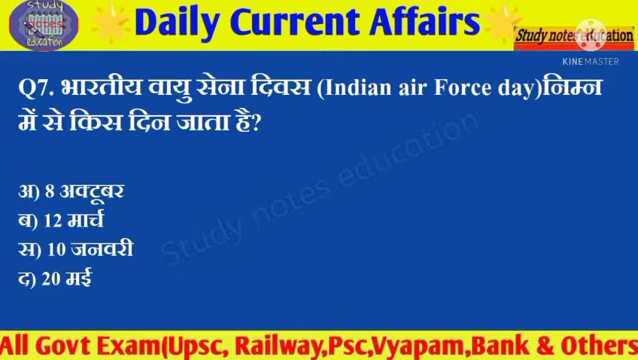 Study
notes
education
Daily Current Affairs
Study notes education
KINEMASTER
Q7. भारतीय वायु सेना दिवस (Indian air Force day)निम्न
में से किस दिन जाता है?
अ) 8 अक्टूबर
ब) 12 मार्च
स) 10 जनवरी
द) 20 मई
Study notes education
All Govt Exam(Upsc, Railway,Psc,Vyapam,Bank & Others